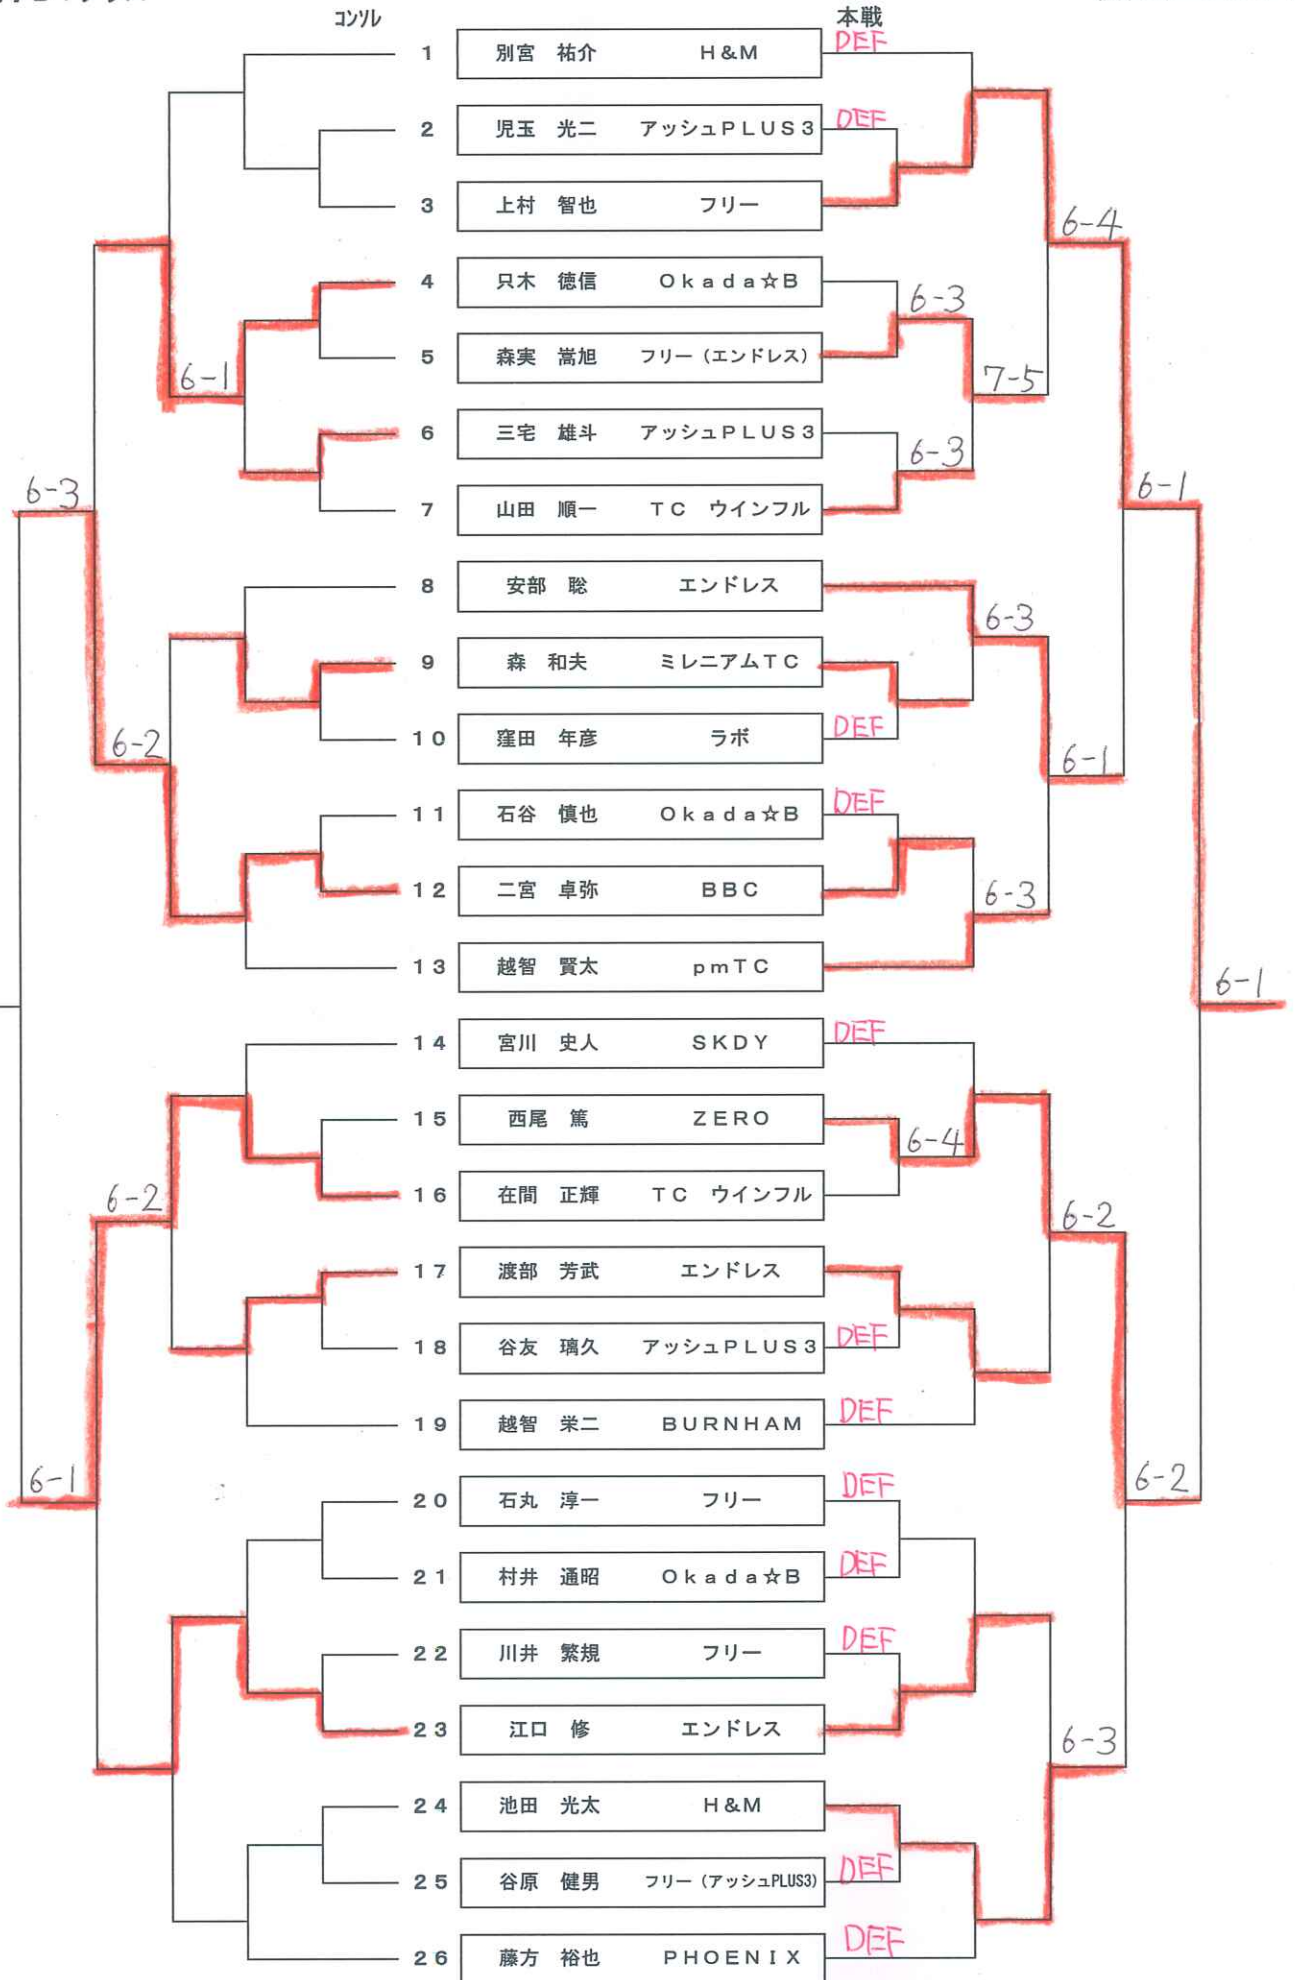 コンソレ 本戦
1 別宮 祐介 H&M DEF
2 児玉 光二 アッシュPLUS3 DEF
3 上村 智也 フリー
6-4
4 只木 徳信 Okada☆B
6-3
5 森実 嵩旭 フリー(エンドレス)
6-1 7-5
6 三宅 雄斗 アッシュPLUS3
6-3
6-3 6-1
7 山田 順一 TC ウインフル
8 安部 聡 エンドレス
6-3
9 森 和夫 ミレニアムTC
10 窪田 年彦 ラボ DEF
6-2 6-1
11 石谷 慎也 Okada☆B DEF
12 二宮 卓弥 BBC
6-3
13 越智 賢太 pmTC
6-1
14 宮川 史人 SKDY DEF
15 西尾 篤 ZERO
6-4
16 在間 正輝 TC ウインフル
6-2 6-2
17 渡部 芳武 エンドレス
18 谷友 璃久 アッシュPLUS3 DEF
19 越智 栄二 BURNHAM DEF
6-1 6-2
20 石丸 淳一 フリー DEF
21 村井 通昭 Okada☆B DEF
22 川井 繁規 フリー DEF
23 江口 修 エンドレス
6-3
24 池田 光太 H&M
25 谷原 健男 フリー(アッシュPLUS3) DEF
26 藤方 裕也 PHOENIX DEF